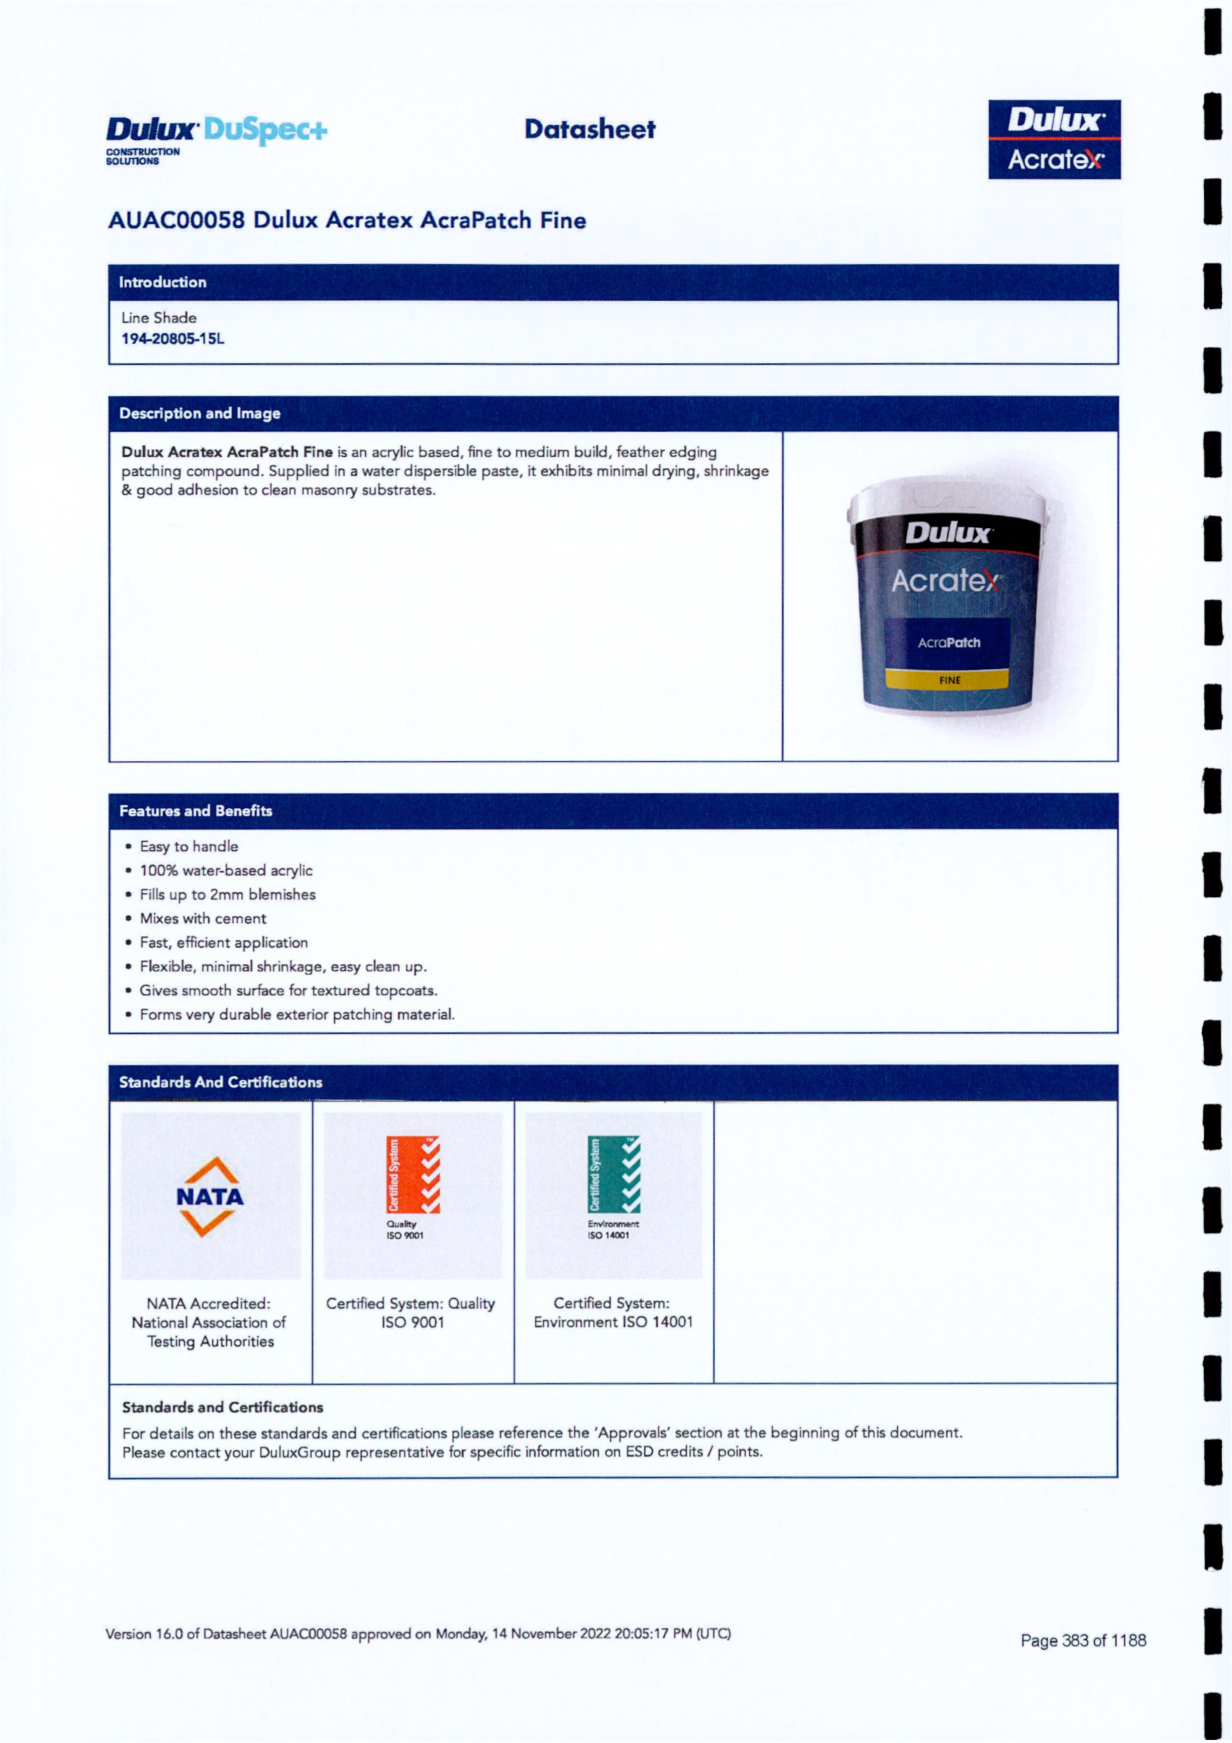 Dulux DuSpec+
CONSTRUCTION
SOLUTIONS
Datasheet
Dulux
Acratex
AUAC00058 Dulux Acratex AcraPatch Fine
Introduction
Line Shade
194-20805-15L
Description and Image
Dulux Acratex AcraPatch Fine is an acrylic based, fine to medium build, feather edging
patching compound. Supplied in a water dispersible paste, it exhibits minimal drying, shrinkage
& good adhesion to clean masonry substrates.
Dulux
Acratex
AcraPatch
FINE
Features and Benefits
• Easy to handle
• 100% water-based acrylic
• Fills up to 2mm blemishes
• Mixes with cement
• Fast, efficient application
• Flexible, minimal shrinkage, easy clean up.
• Gives smooth surface for textured topcoats.
• Forms very durable exterior patching material.
Standards And Certifications
NATA
Certified System ™
Quality
ISO 9001
Certified System ™
Environment
ISO 14001
NATA Accredited:
National Association of
Testing Authorities
Certified System: Quality
ISO 9001
Certified System:
Environment ISO 14001
Standards and Certifications
For details on these standards and certifications please reference the 'Approvals' section at the beginning of this document.
Please contact your DuluxGroup representative for specific information on ESD credits / points.
Version 16.0 of Datasheet AUAC00058 approved on Monday, 14 November 2022 20:05:17 PM (UTC)
Page 383 of 1188